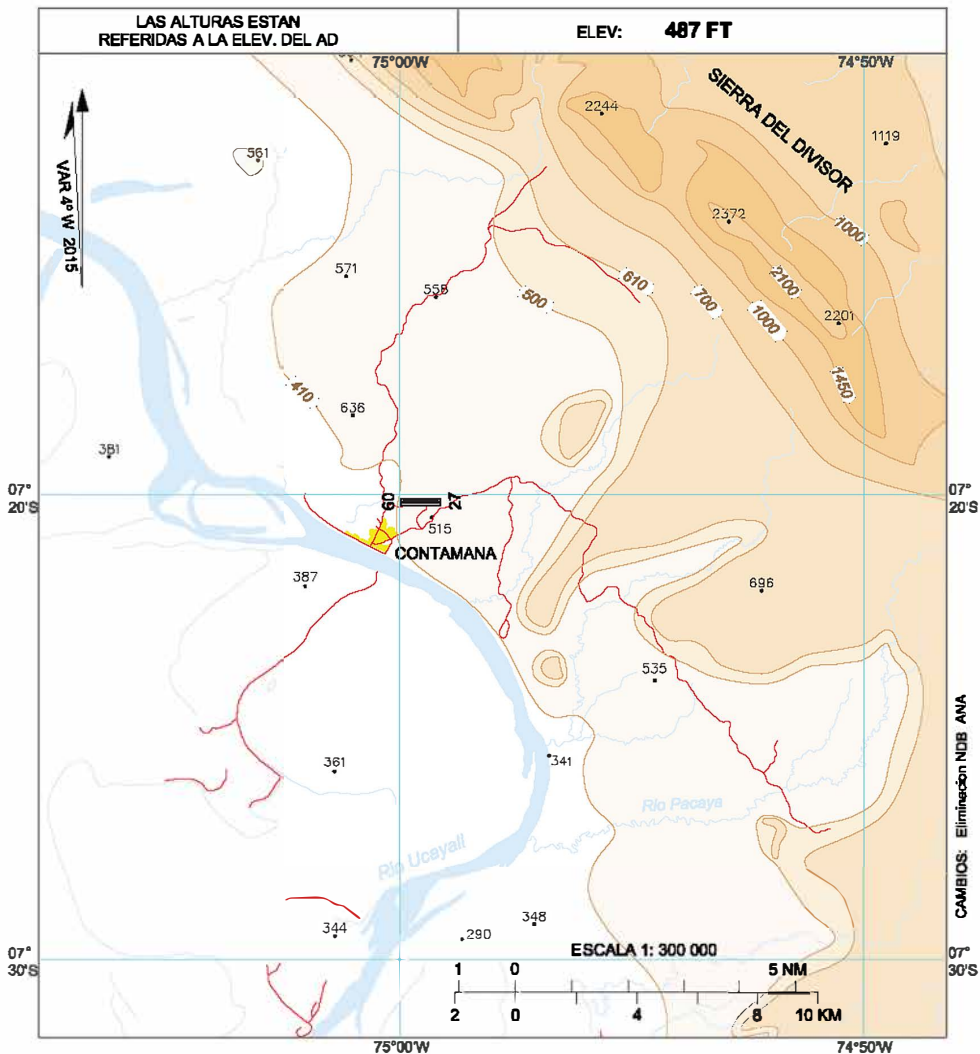 LAS ALTURAS ESTAN
REFERIDAS A LA ELEV. DEL AD
ELEV: 487 FT
75°00'W
74°50'W
VAR 4° W 2015
SIERRA DEL DIVISOR
2244
1119
561
2372
1000
571
558
610
500
700
2100
1000
2201
1450
410
636
381
07°
20'S
09
27
07°
20'S
515
CONTAMANA
387
696
535
361
341
Río Pacaya
Río Ucayali
344
290
348
CAMBIOS: Eliminacion NDB ANA
07°
30'S
ESCALA 1: 300 000
07°
30'S
1 0 5 NM
2 0 4 8 10 KM
75°00'W
74°50'W